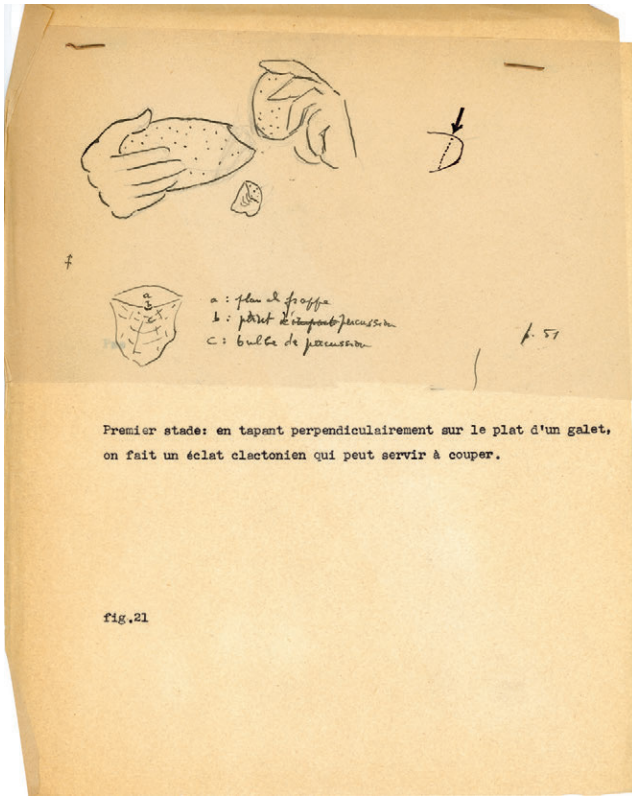 a
b
c
a : plan de frappe
b : point d'impact percussion
c : bulbe de percussion
p. 51
Premier stade: en tapant perpendiculairement sur le plat d'un galet,
on fait un éclat clactonien qui peut servir à couper.
fig.21